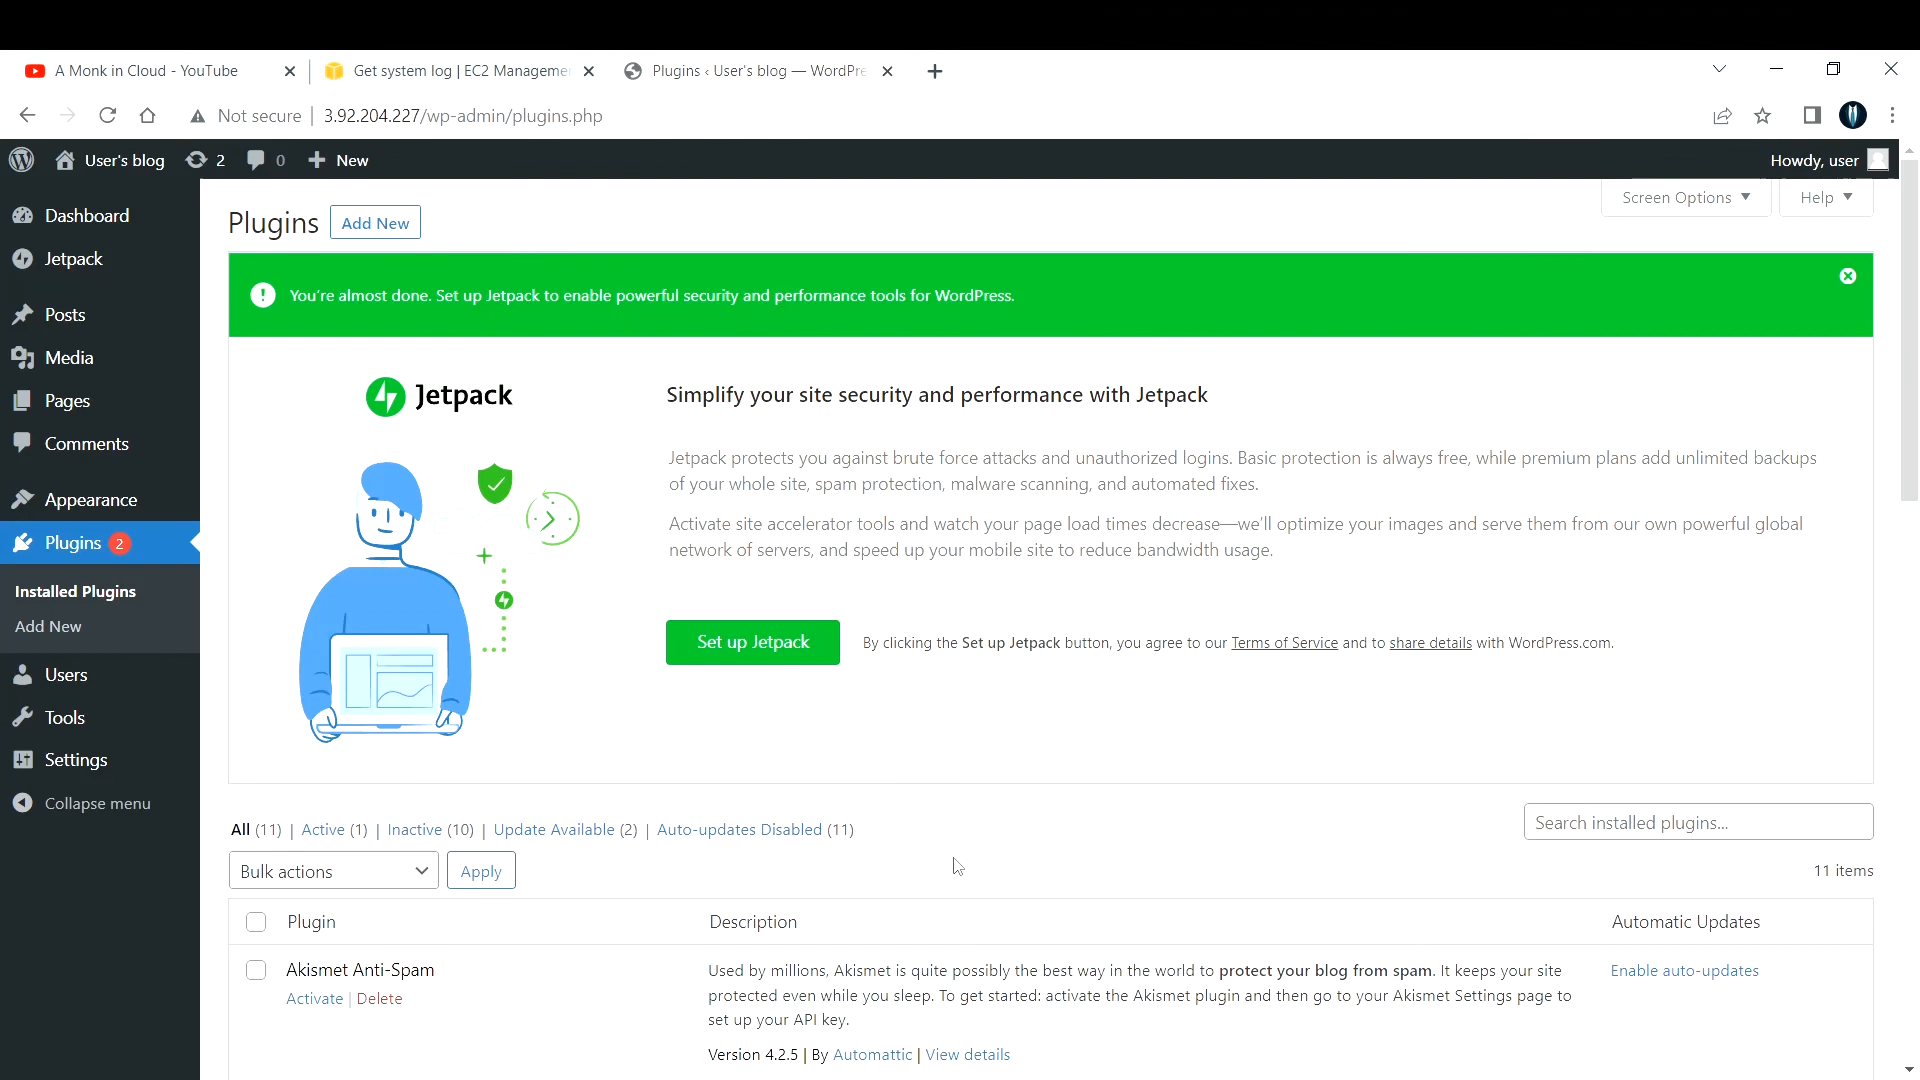 A Monk in Cloud - YouTube
Get system log | EC2 Manageme
Plugins ‹ User's blog — WordPre
Not secure | 3.92.204.227/wp-admin/plugins.php
User's blog 2 0 New
Howdy, user
Dashboard
Jetpack
Posts
Media
Pages
Comments
Appearance
Plugins 2
Installed Plugins
Add New
Users
Tools
Settings
Collapse menu
Screen Options
Help
Plugins
Add New
You're almost done. Set up Jetpack to enable powerful security and performance tools for WordPress.
Jetpack
Simplify your site security and performance with Jetpack
Jetpack protects you against brute force attacks and unauthorized logins. Basic protection is always free, while premium plans add unlimited backups
of your whole site, spam protection, malware scanning, and automated fixes.
Activate site accelerator tools and watch your page load times decrease—we'll optimize your images and serve them from our own powerful global
network of servers, and speed up your mobile site to reduce bandwidth usage.
Set up Jetpack
By clicking the Set up Jetpack button, you agree to our Terms of Service and to share details with WordPress.com.
All (11) | Active (1) | Inactive (10) | Update Available (2) | Auto-updates Disabled (11)
Search installed plugins...
Bulk actions
Apply
11 items
Plugin
Description
Automatic Updates
Akismet Anti-Spam
Activate | Delete
Used by millions, Akismet is quite possibly the best way in the world to protect your blog from spam. It keeps your site
protected even while you sleep. To get started: activate the Akismet plugin and then go to your Akismet Settings page to
set up your API key.
Version 4.2.5 | By Automattic | View details
Enable auto-updates